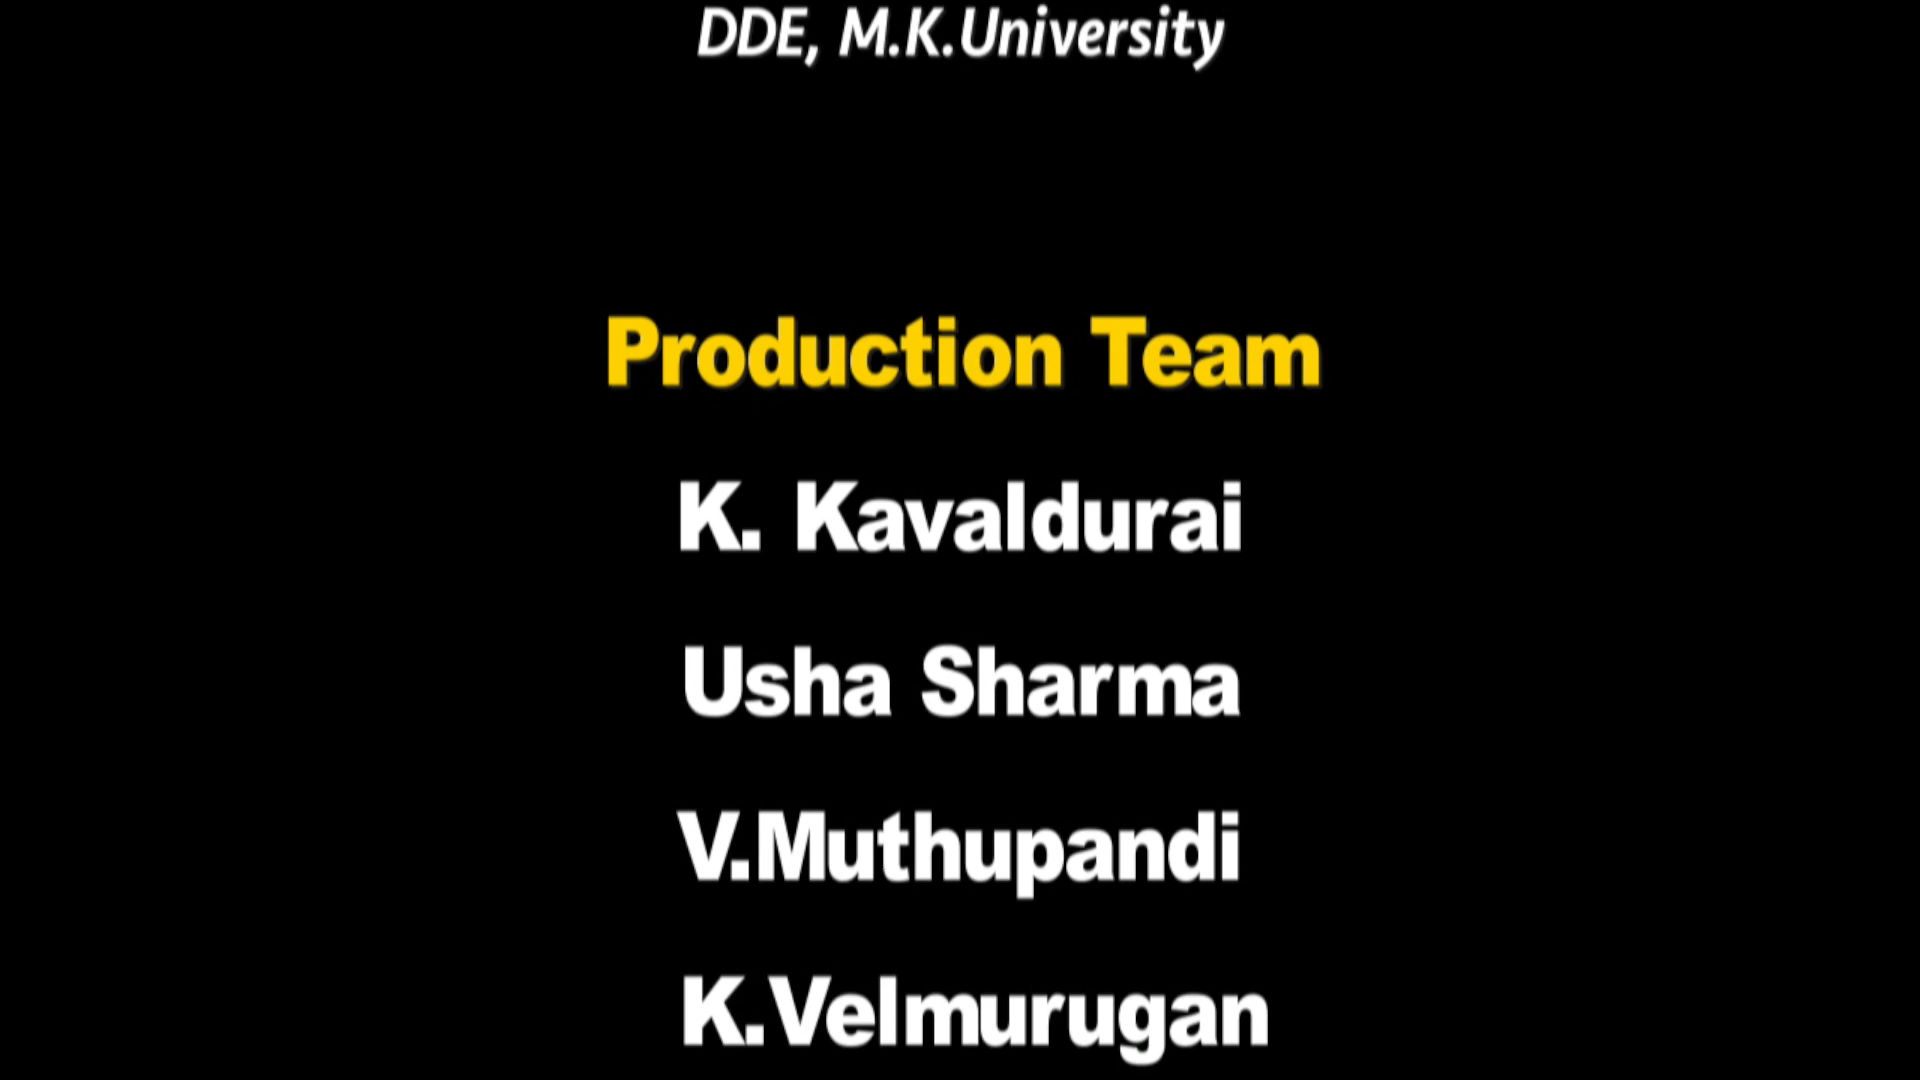 DDE, M.K.University
Production Team
K. Kavaldurai
Usha Sharma
V.Muthupandi
K.Velmurugan